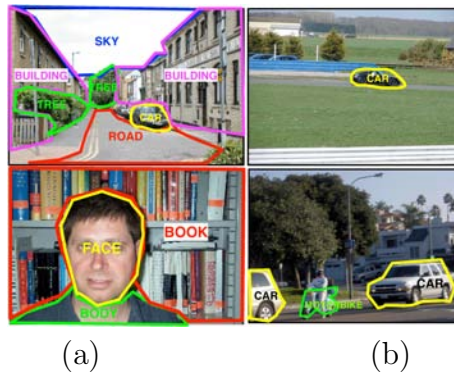 SKY
BUILDING
BUILDING
TREE
TREE
CAR
ROAD
CAR
FACE
BOOK
BODY
CAR
MOTORBIKE
CAR
(a)
(b)